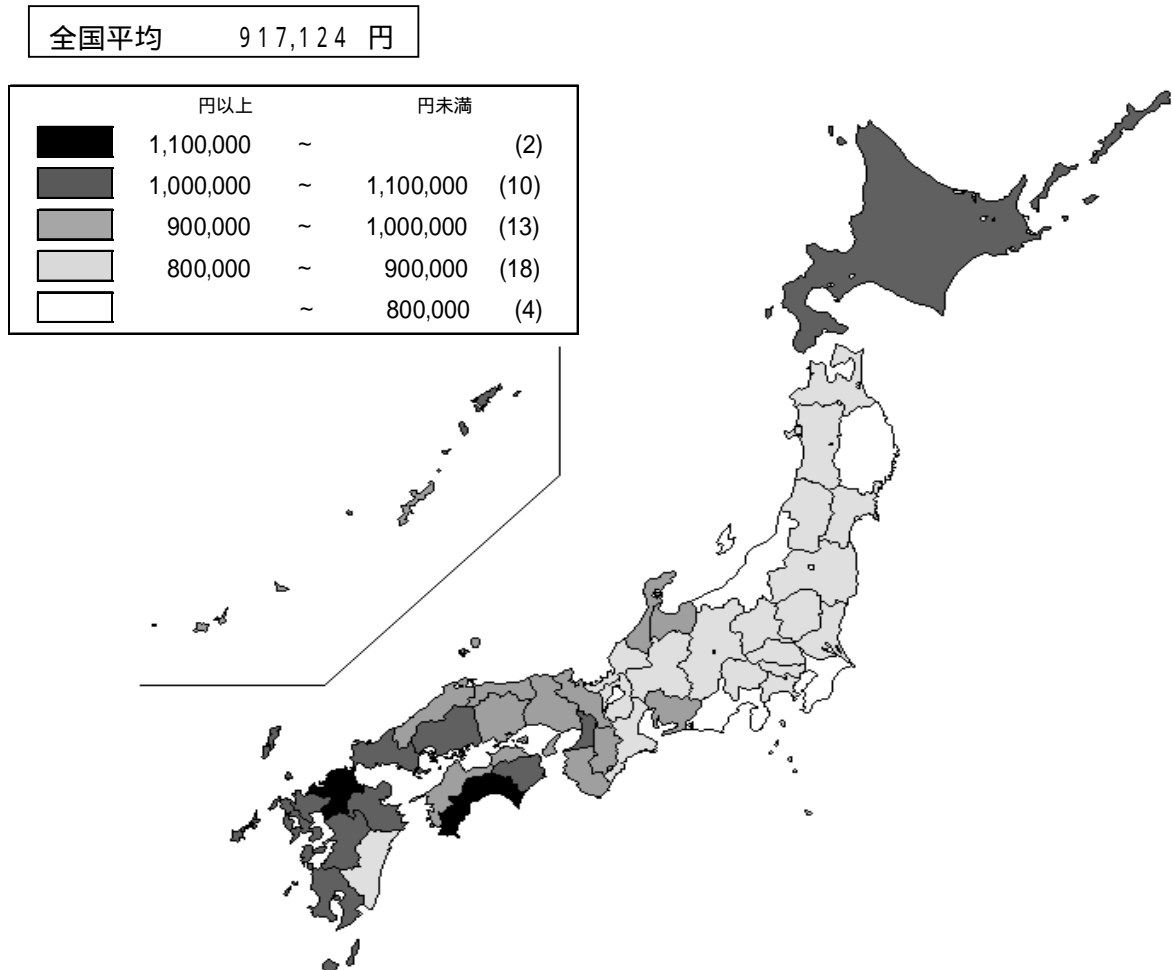 全国平均 917,124 円
円以上 円未満
1,100,000 ~ (2)
1,000,000 ~ 1,100,000 (10)
900,000 ~ 1,000,000 (13)
800,000 ~ 900,000 (18)
~ 800,000 (4)